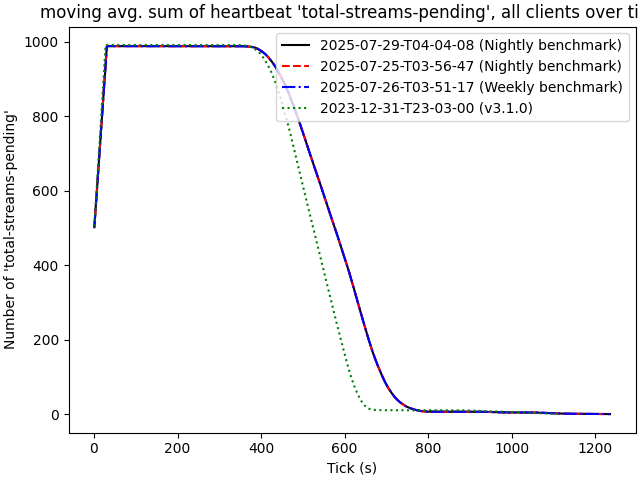 moving avg. sum of heartbeat 'total-streams-pending', all clients over ti
1000
800
600
400
200
0
Number of 'total-streams-pending'
2025-07-29-T04-04-08 (Nightly benchmark)
2025-07-25-T03-56-47 (Nightly benchmark)
2025-07-26-T03-51-17 (Weekly benchmark)
2023-12-31-T23-03-00 (v3.1.0)
0 200 400 600 800 1000 1200
Tick (s)